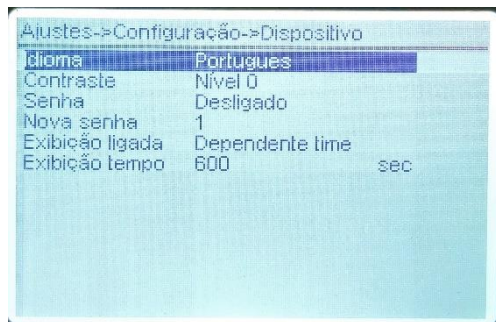 Ajustes->Configuração->Dispositivo
Idioma Portugues
Contraste Nível 0
Senha Desligado
Nova senha 1
Exibição ligada Dependente time
Exibição tempo 600 sec